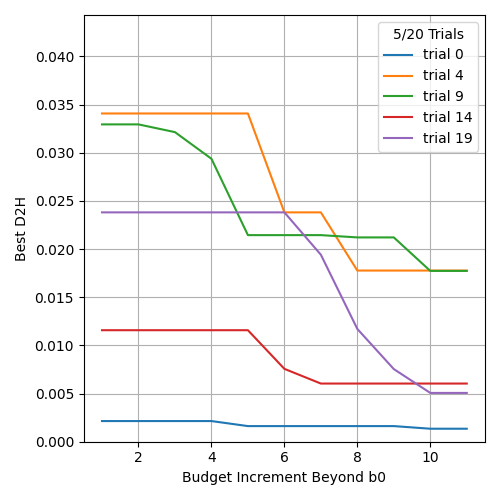 5/20 Trials
trial 0
trial 4
trial 9
trial 14
trial 19
0.040
0.035
0.030
0.025
0.020
0.015
0.010
0.005
0.000
Best D2H
2 4 6 8 10
Budget Increment Beyond b0